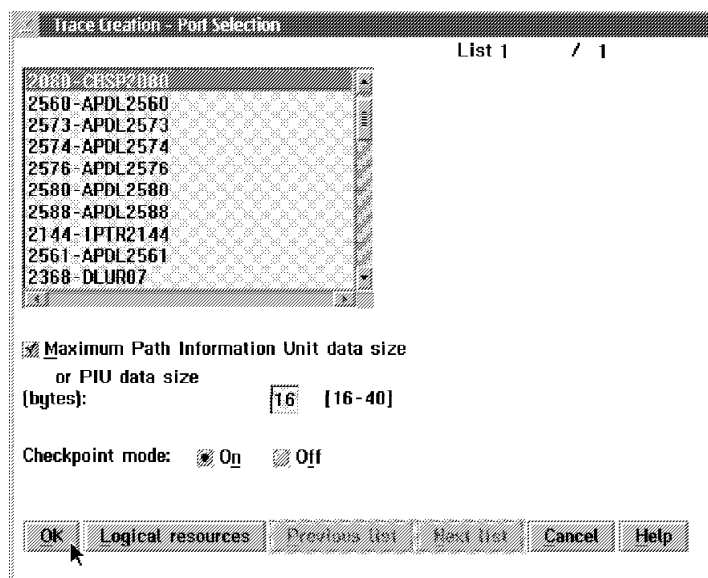 Trace Creation - Port Selection
List 1 / 1
2080-CBSP2080
2560-APDL2560
2573-APDL2573
2574-APDL2574
2576-APDL2576
2580-APDL2580
2588-APDL2588
2144-1PTR2144
2561-APDL2561
2368-DLUR07
Maximum Path Information Unit data size
or PIU data size
(bytes): 16 [16-40]
Checkpoint mode: On Off
OK Logical resources Previous list Next list Cancel Help